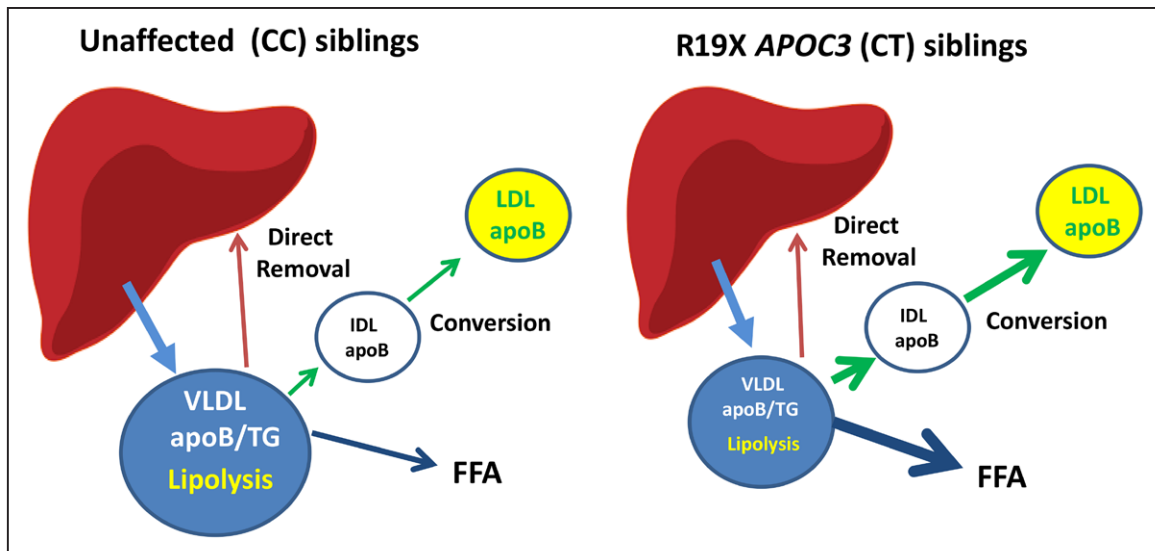 Unaffected (CC) siblings
LDL
apoB
Direct
Removal
IDL
apoB
Conversion
VLDL
apoB/TG
Lipolysis
FFA
R19X APOC3 (CT) siblings
LDL
apoB
Direct
Removal
IDL
apoB
Conversion
VLDL
apoB/TG
Lipolysis
FFA